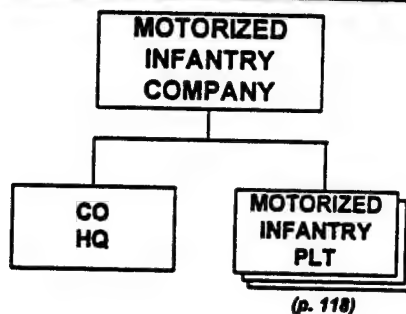 MOTORIZED
INFANTRY
COMPANY
CO
HQ
MOTORIZED
INFANTRY
PLT
(p. 118)